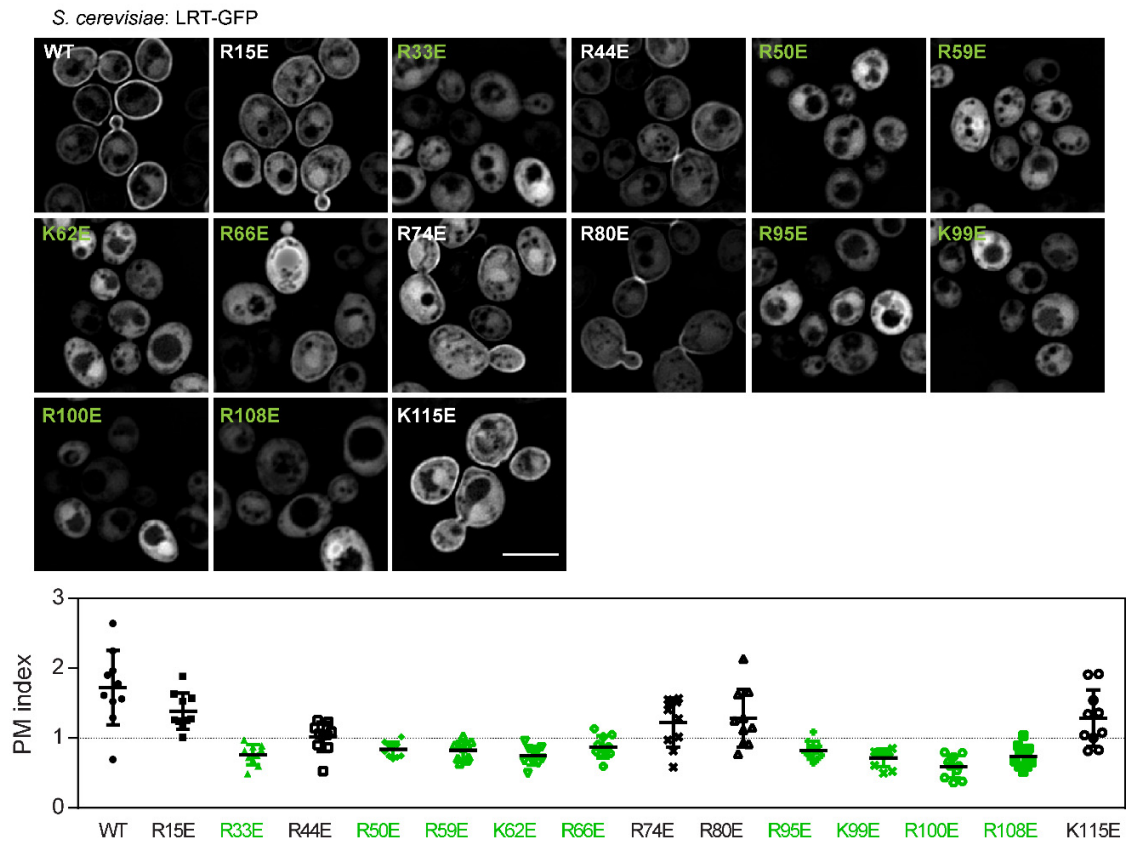 S. cerevisiae: LRT-GFP
WT R15E R33E R44E R50E R59E
K62E R66E R74E R80E R95E K99E
R100E R108E K115E
3
2
1
0
PM index
WT R15E R33E R44E R50E R59E K62E R66E R74E R80E R95E K99E R100E R108E K115E